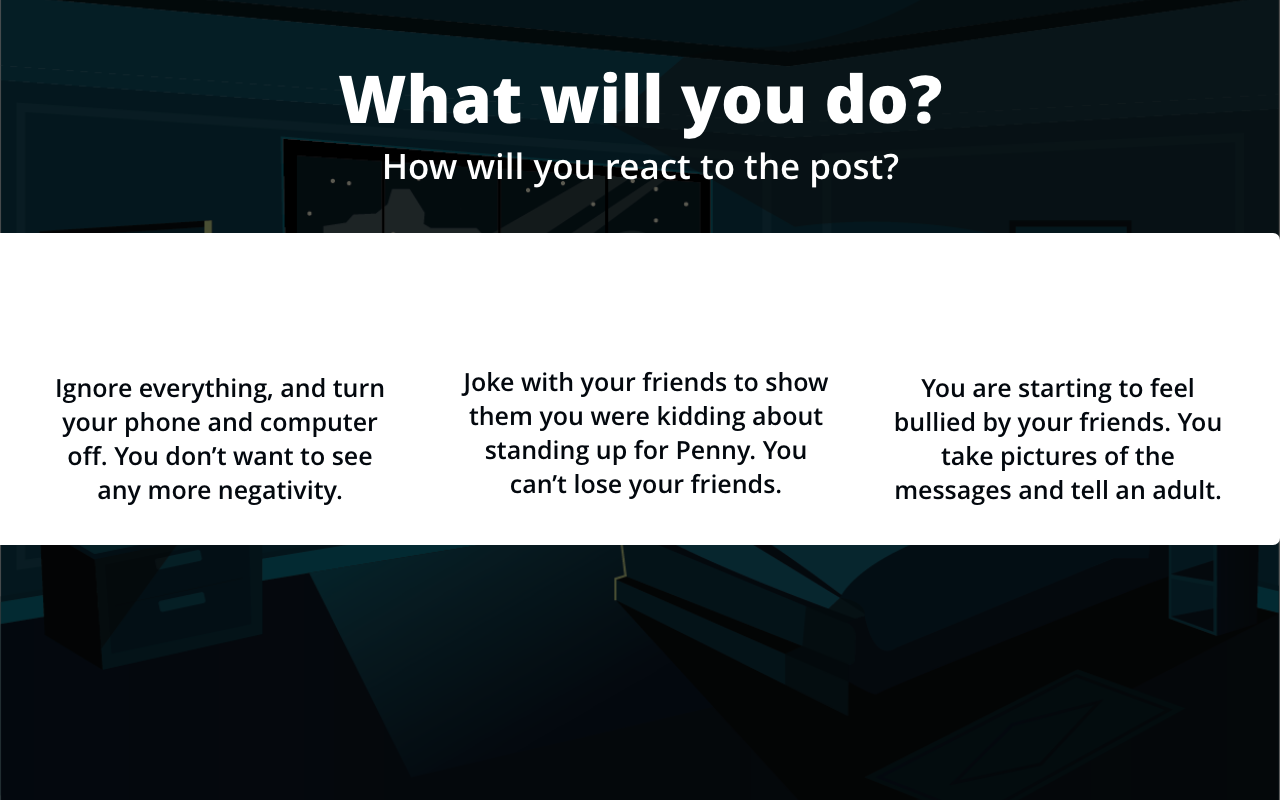 What will you do?
How will you react to the post?
Ignore everything, and turn
your phone and computer
off. You don’t want to see
any more negativity.
Joke with your friends to show
them you were kidding about
standing up for Penny. You
can’t lose your friends.
You are starting to feel
bullied by your friends. You
take pictures of the
messages and tell an adult.